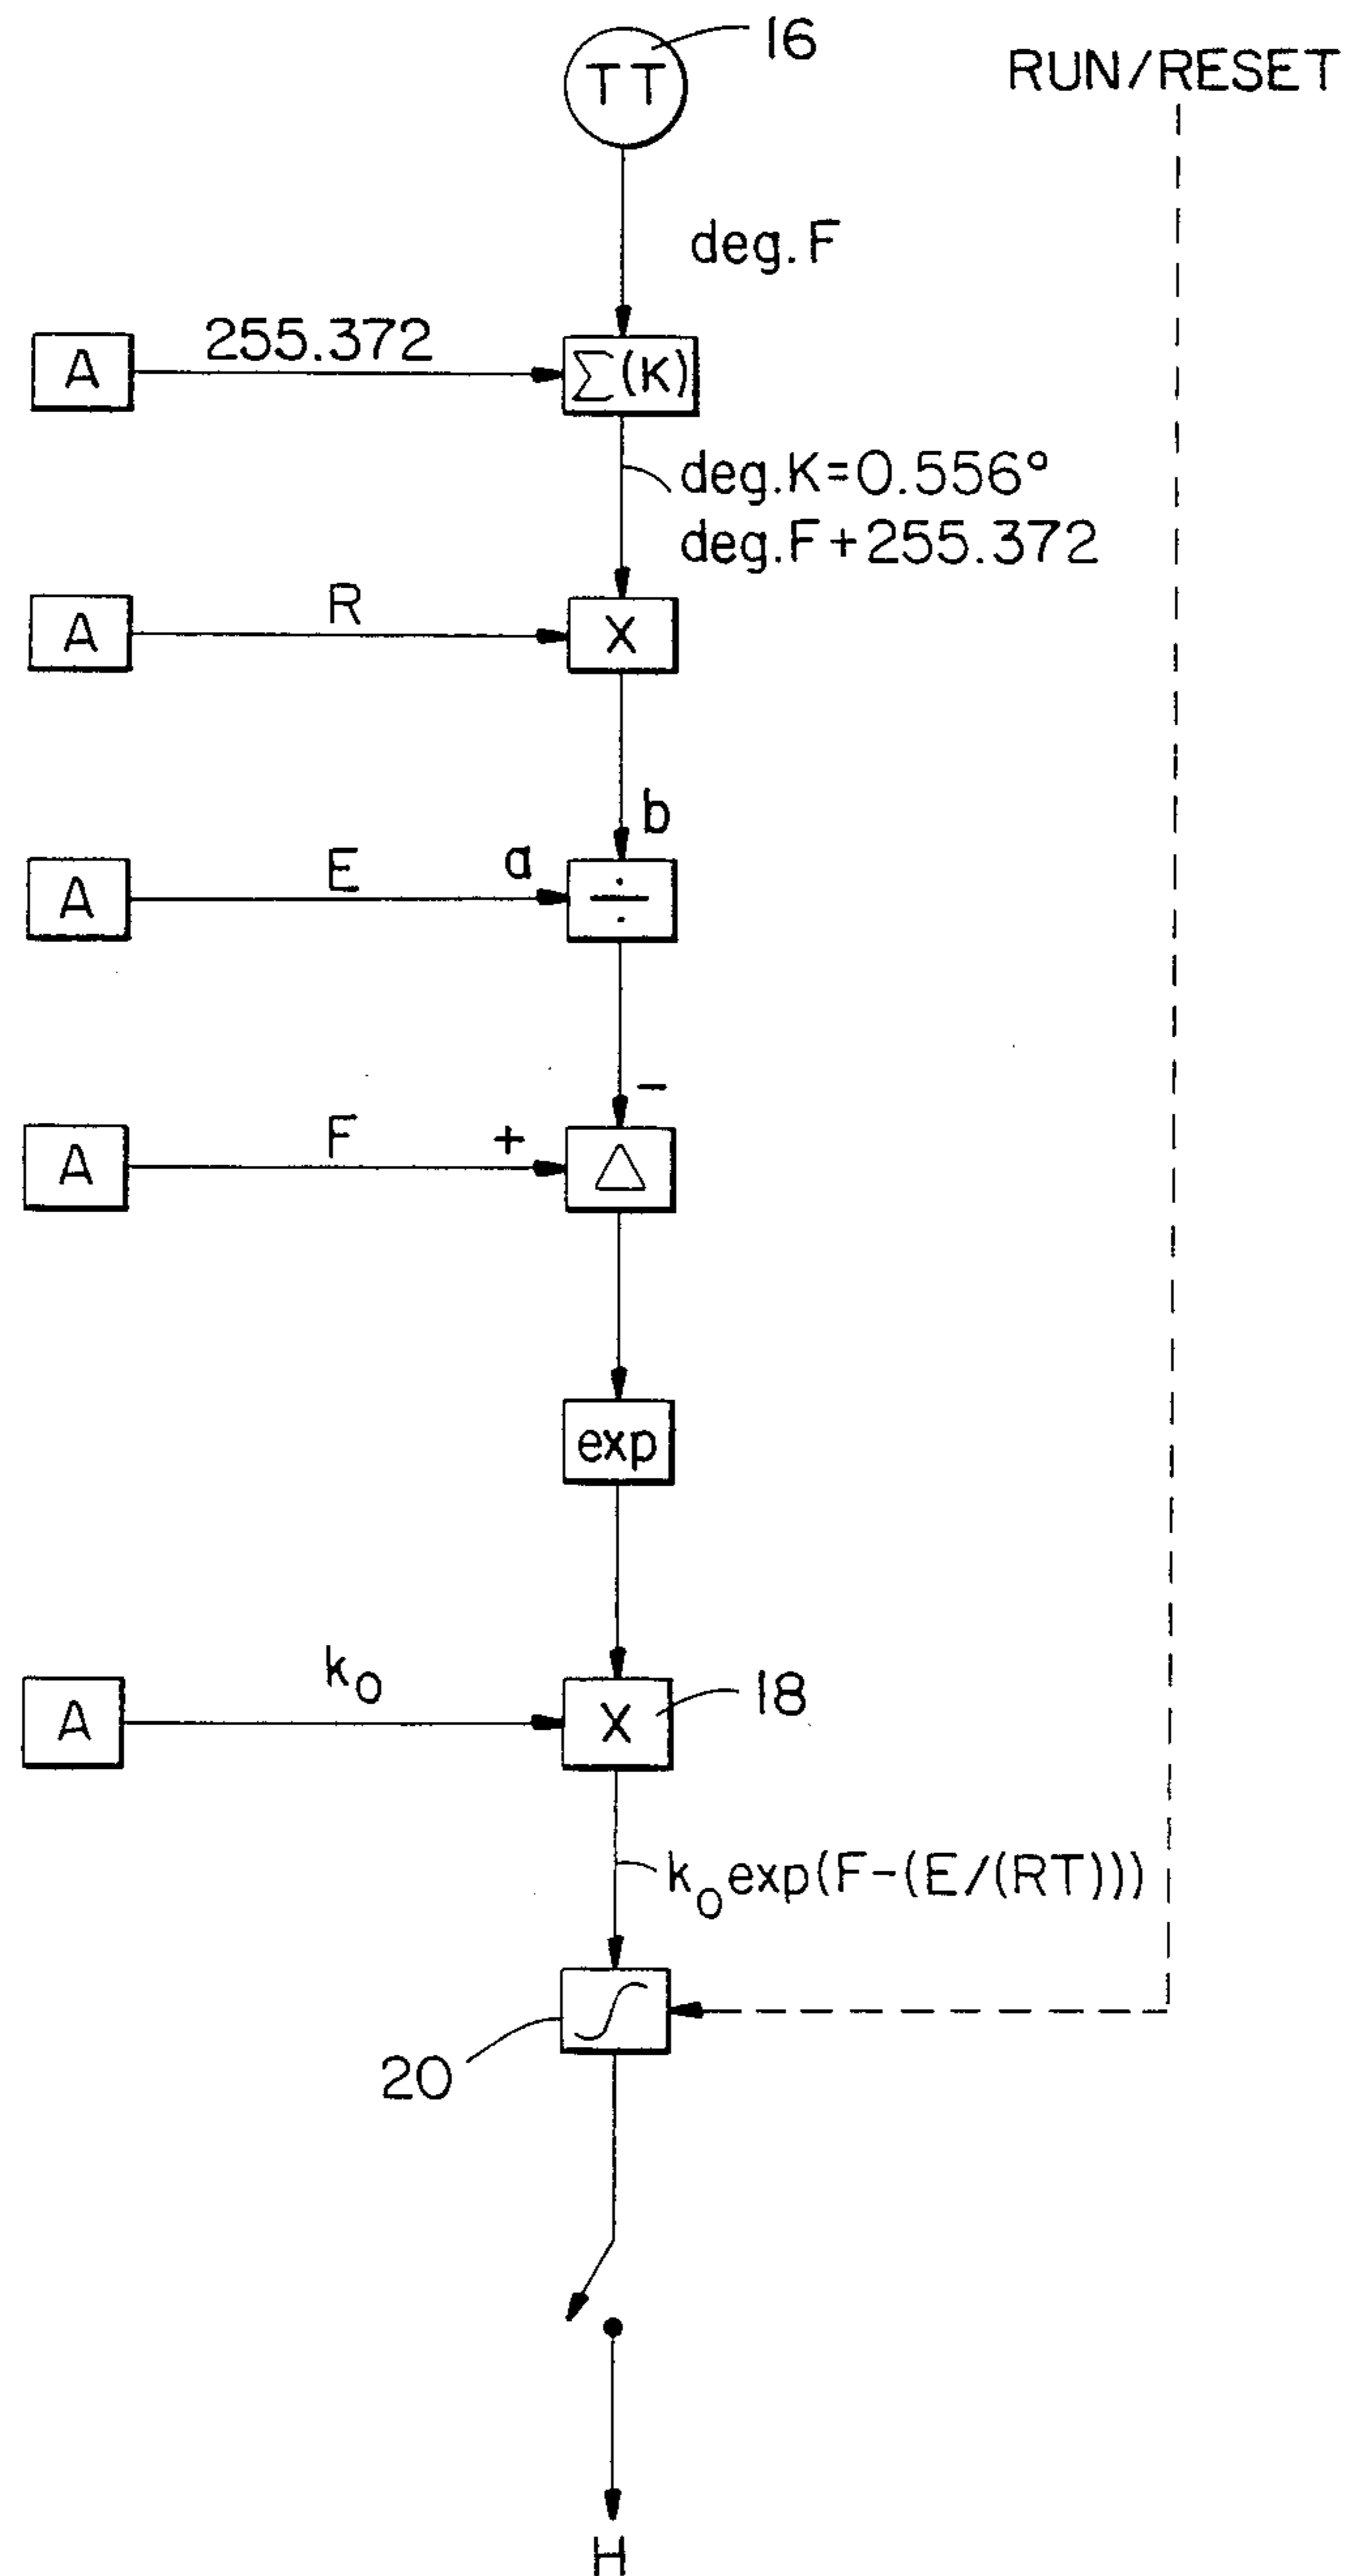 16
TT
RUN/RESET
deg.F
A
255.372
∑(K)
deg.K=0.556°
deg.F+255.372
A
R
X
b
A
E
a
÷
-
A
F
+
△
exp
A
k₀
X
18
k₀exp(F-(E/(RT)))
∫
20
H